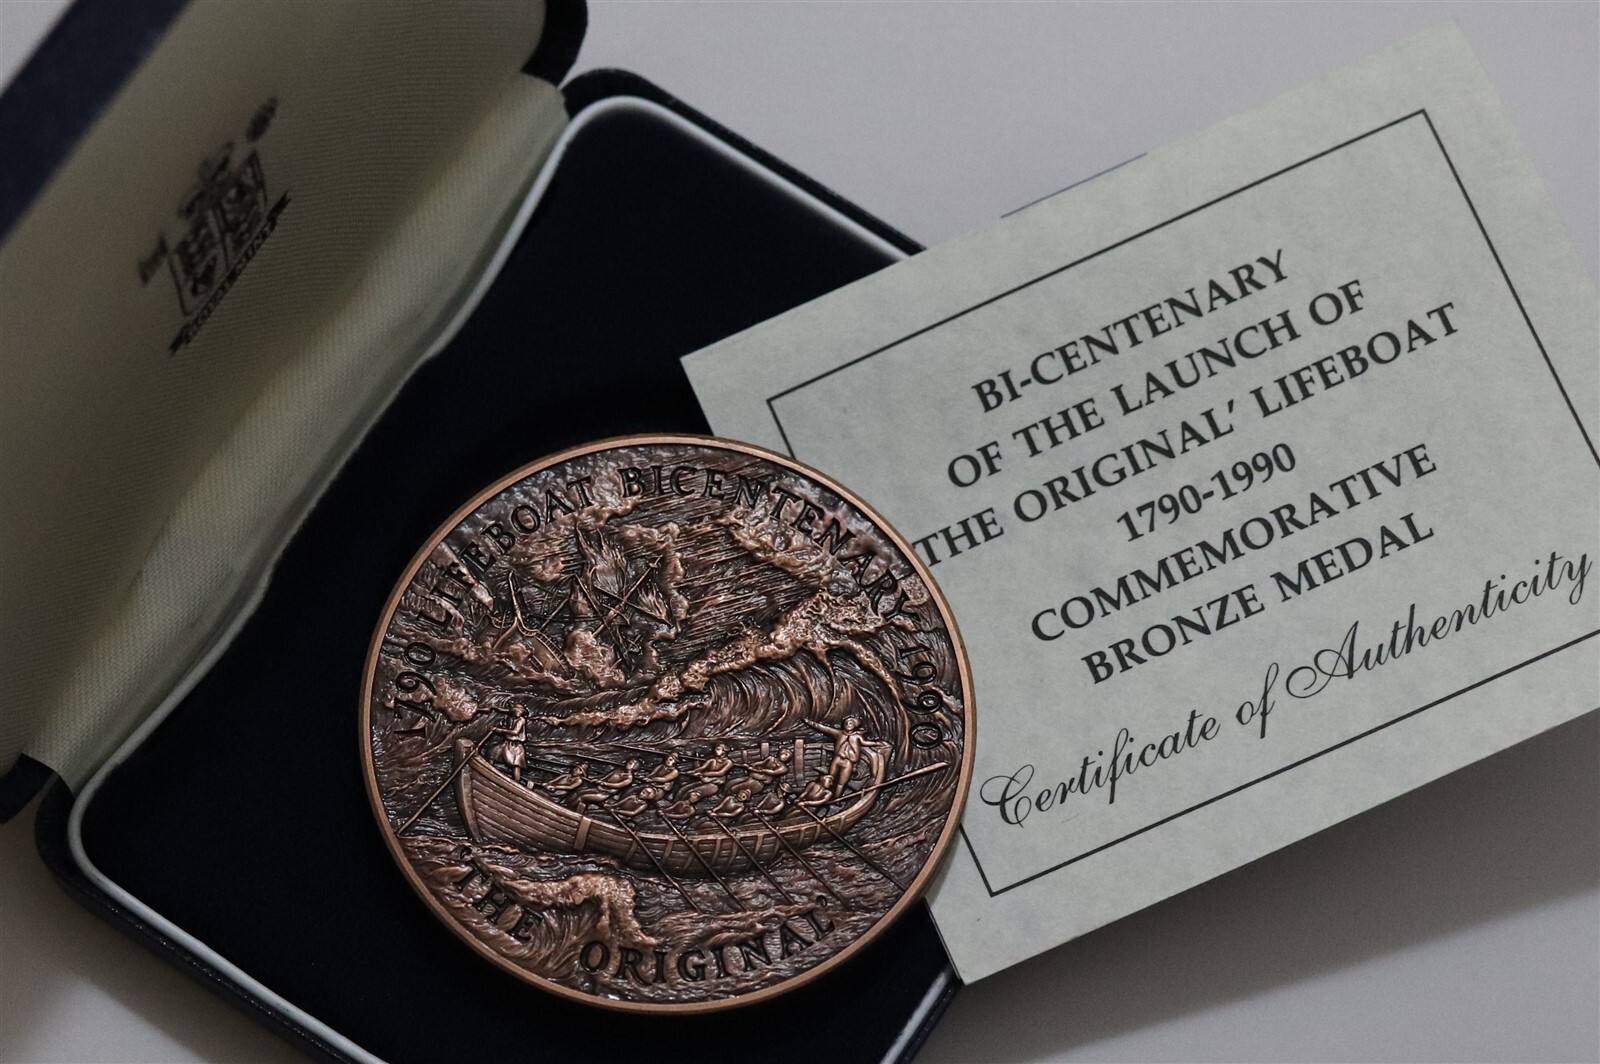 BI-CENTENARY
OF THE LAUNCH OF
THE ORIGINAL' LIFEBOAT
1790-1990
COMMEMORATIVE
BRONZE MEDAL
Certificate of Authenticity
1790 LIFEBOAT BICENTENARY 1990
'THE ORIGINAL'